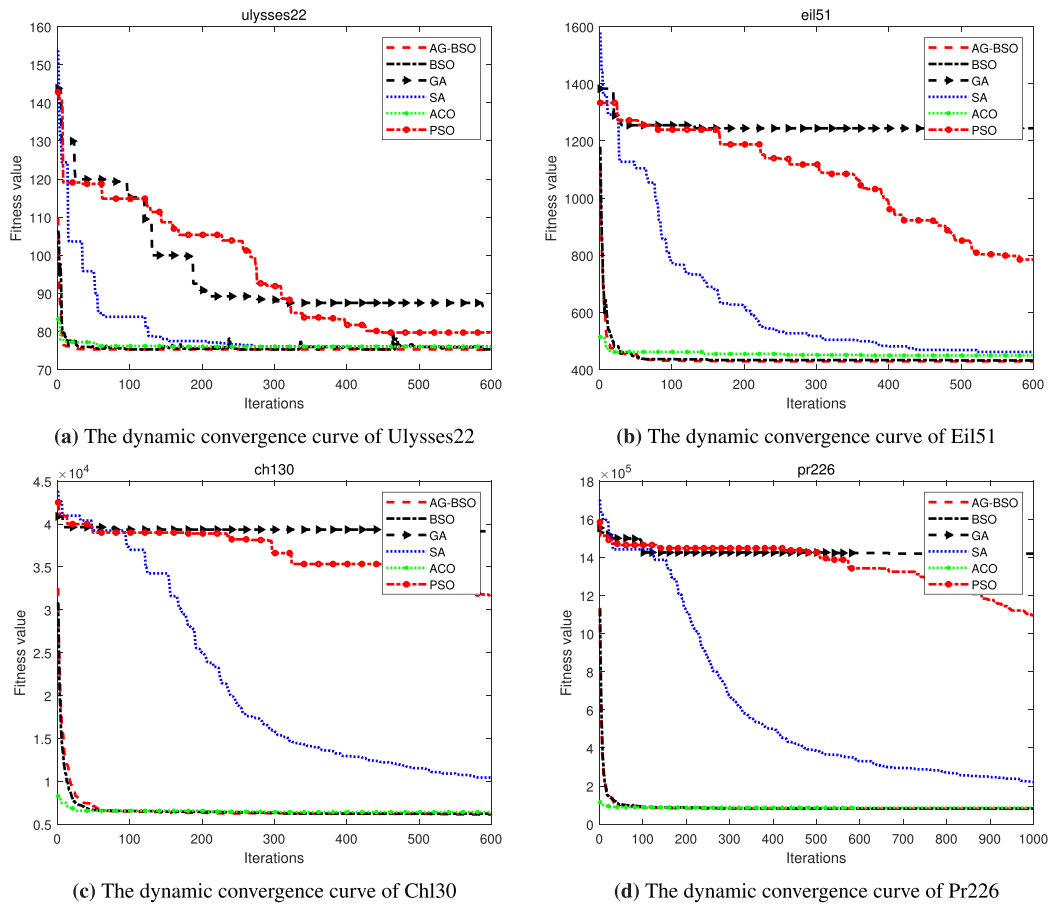 ulysses22
160
150
140
130
120
110
100
90
80
70
Fitness value
0 100 200 300 400 500 600
Iterations
AG-BSO
BSO
GA
SA
ACO
PSO
(a) The dynamic convergence curve of Ulysses22
eil51
1600
1400
1200
1000
800
600
400
Fitness value
0 100 200 300 400 500 600
Iterations
AG-BSO
BSO
GA
SA
ACO
PSO
(b) The dynamic convergence curve of Eil51
ch130
×10^4
4.5
4
3.5
3
2.5
2
1.5
1
0.5
Fitness value
0 100 200 300 400 500 600
Iterations
AG-BSO
BSO
GA
SA
ACO
PSO
(c) The dynamic convergence curve of Chl30
pr226
×10^5
18
16
14
12
10
8
6
4
2
0
Fitness value
0 100 200 300 400 500 600 700 800 900 1000
Iterations
AG-BSO
BSO
GA
SA
ACO
PSO
(d) The dynamic convergence curve of Pr226